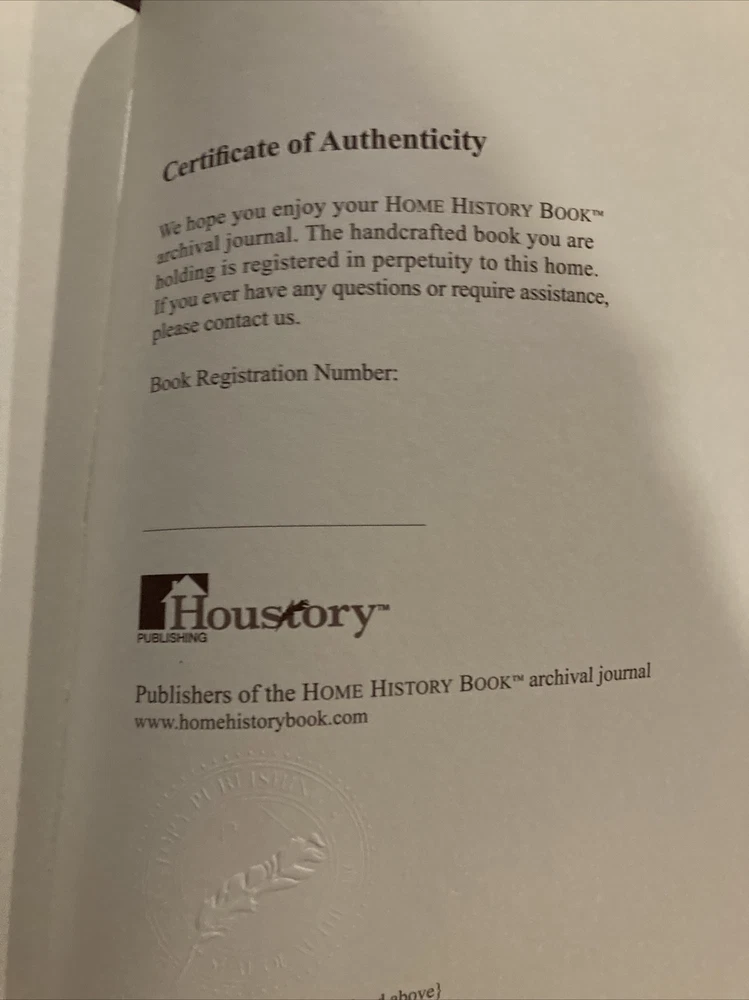 Certificate of Authenticity
We hope you enjoy your HOME HISTORY BOOK™
archival journal. The handcrafted book you are
holding is registered in perpetuity to this home.
If you ever have any questions or require assistance,
please contact us.
Book Registration Number:
Houstory™
PUBLISHING
Publishers of the HOME HISTORY BOOK™ archival journal
www.homehistorybook.com
above}